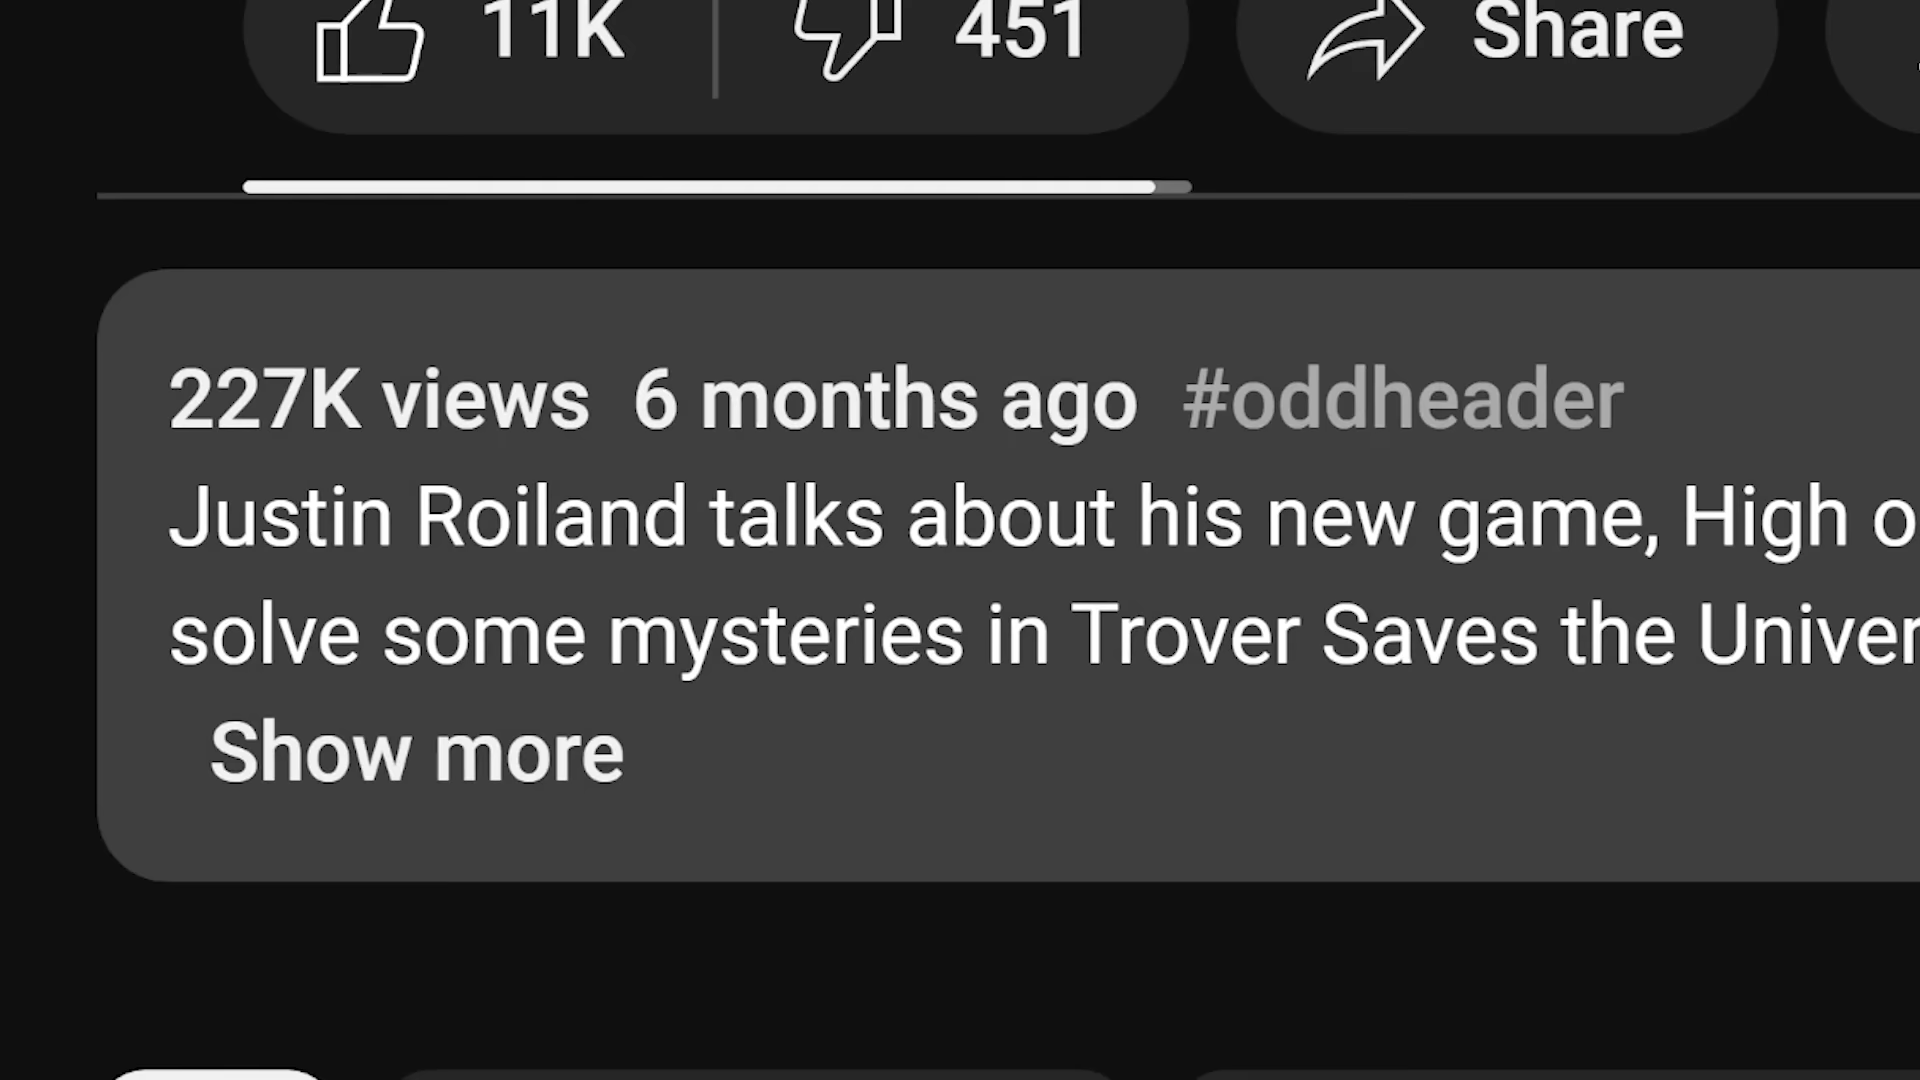 11K 451 Share
227K views 6 months ago #oddheader
Justin Roiland talks about his new game, High
solve some mysteries in Trover Saves the
Show more